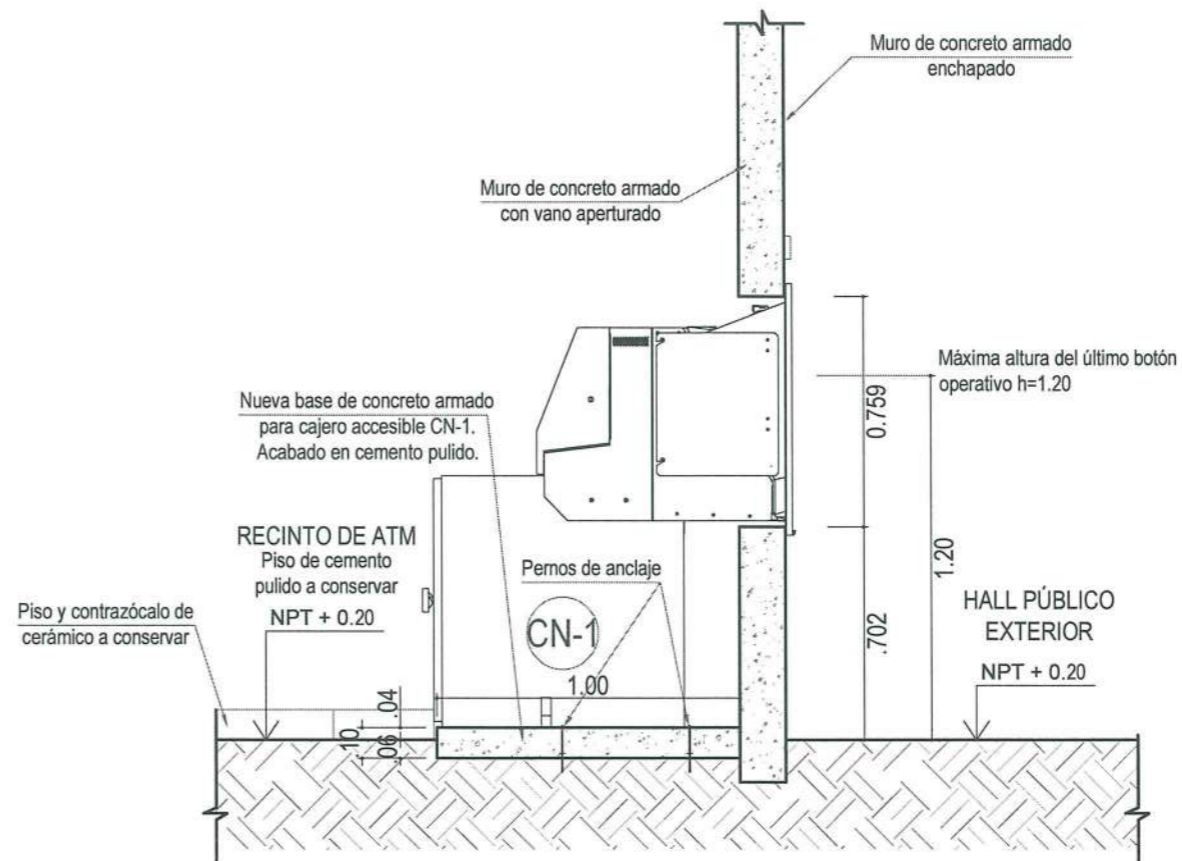 Muro de concreto armado
enchapado
Muro de concreto armado
con vano aperturado
Máxima altura del último botón
operativo h=1.20
0.759
Nueva base de concreto armado
para cajero accesible CN-1.
Acabado en cemento pulido.
RECINTO DE ATM
Piso de cemento
pulido a conservar
NPT + 0.20
Pernos de anclaje
Piso y contrazócalo de
cerámico a conservar
CN-1
1.00
1.20
.702
HALL PÚBLICO
EXTERIOR
NPT + 0.20
.04
.10
.06